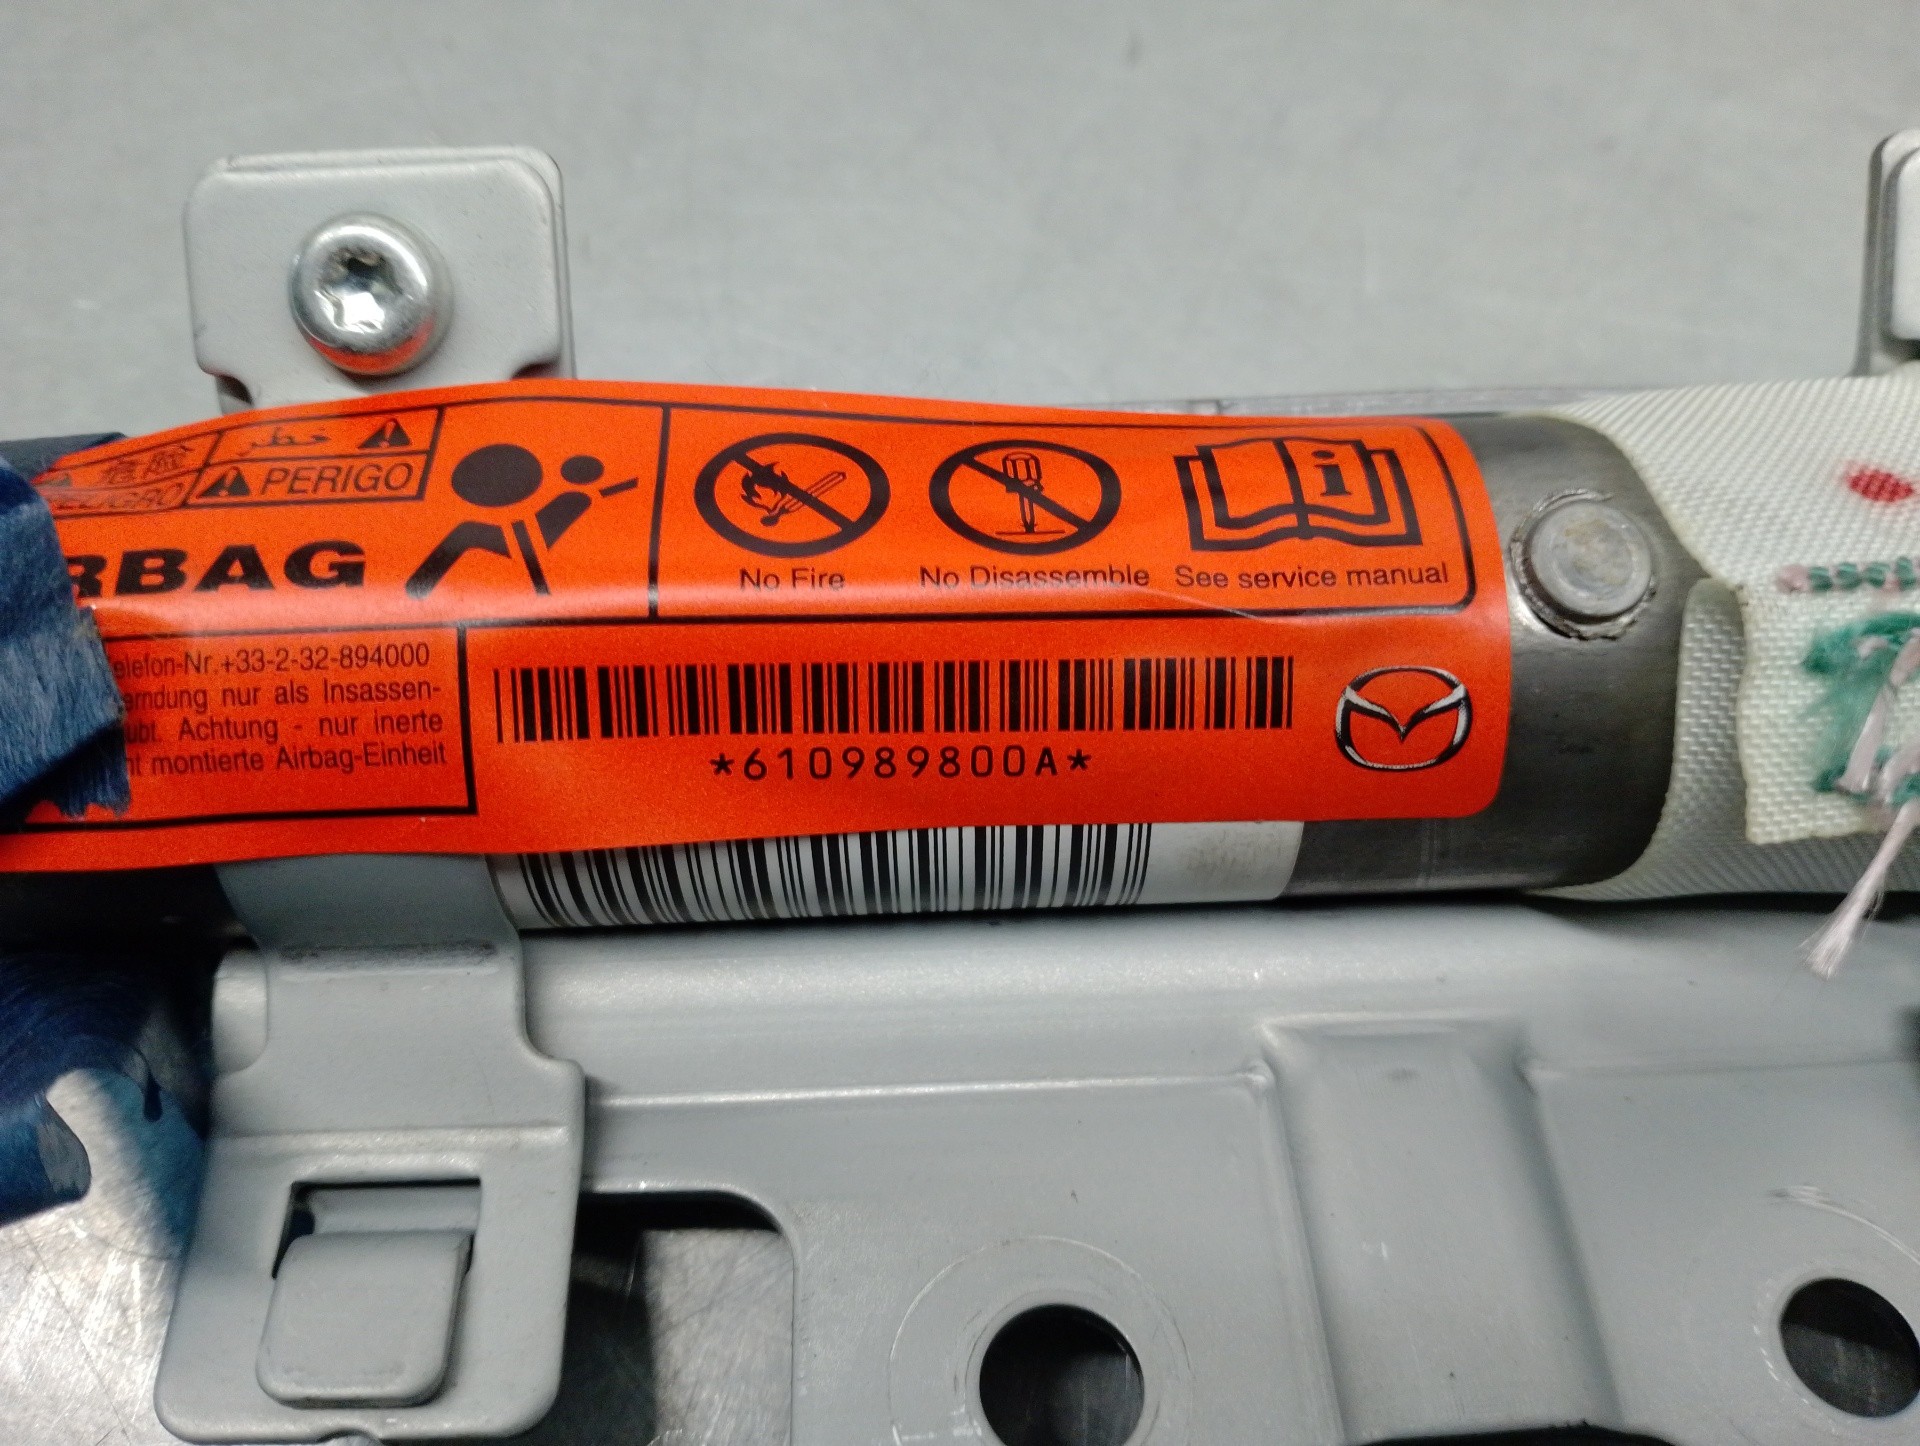 危険
خطر
PERIGO
RBAG
No Fire
No Disassemble
See service manual
elefon-Nr.+33-2-32-894000
erndung nur als Insassen-
ubt. Achtung - nur inerte
nt montierte Airbag-Einheit
*610989800A*